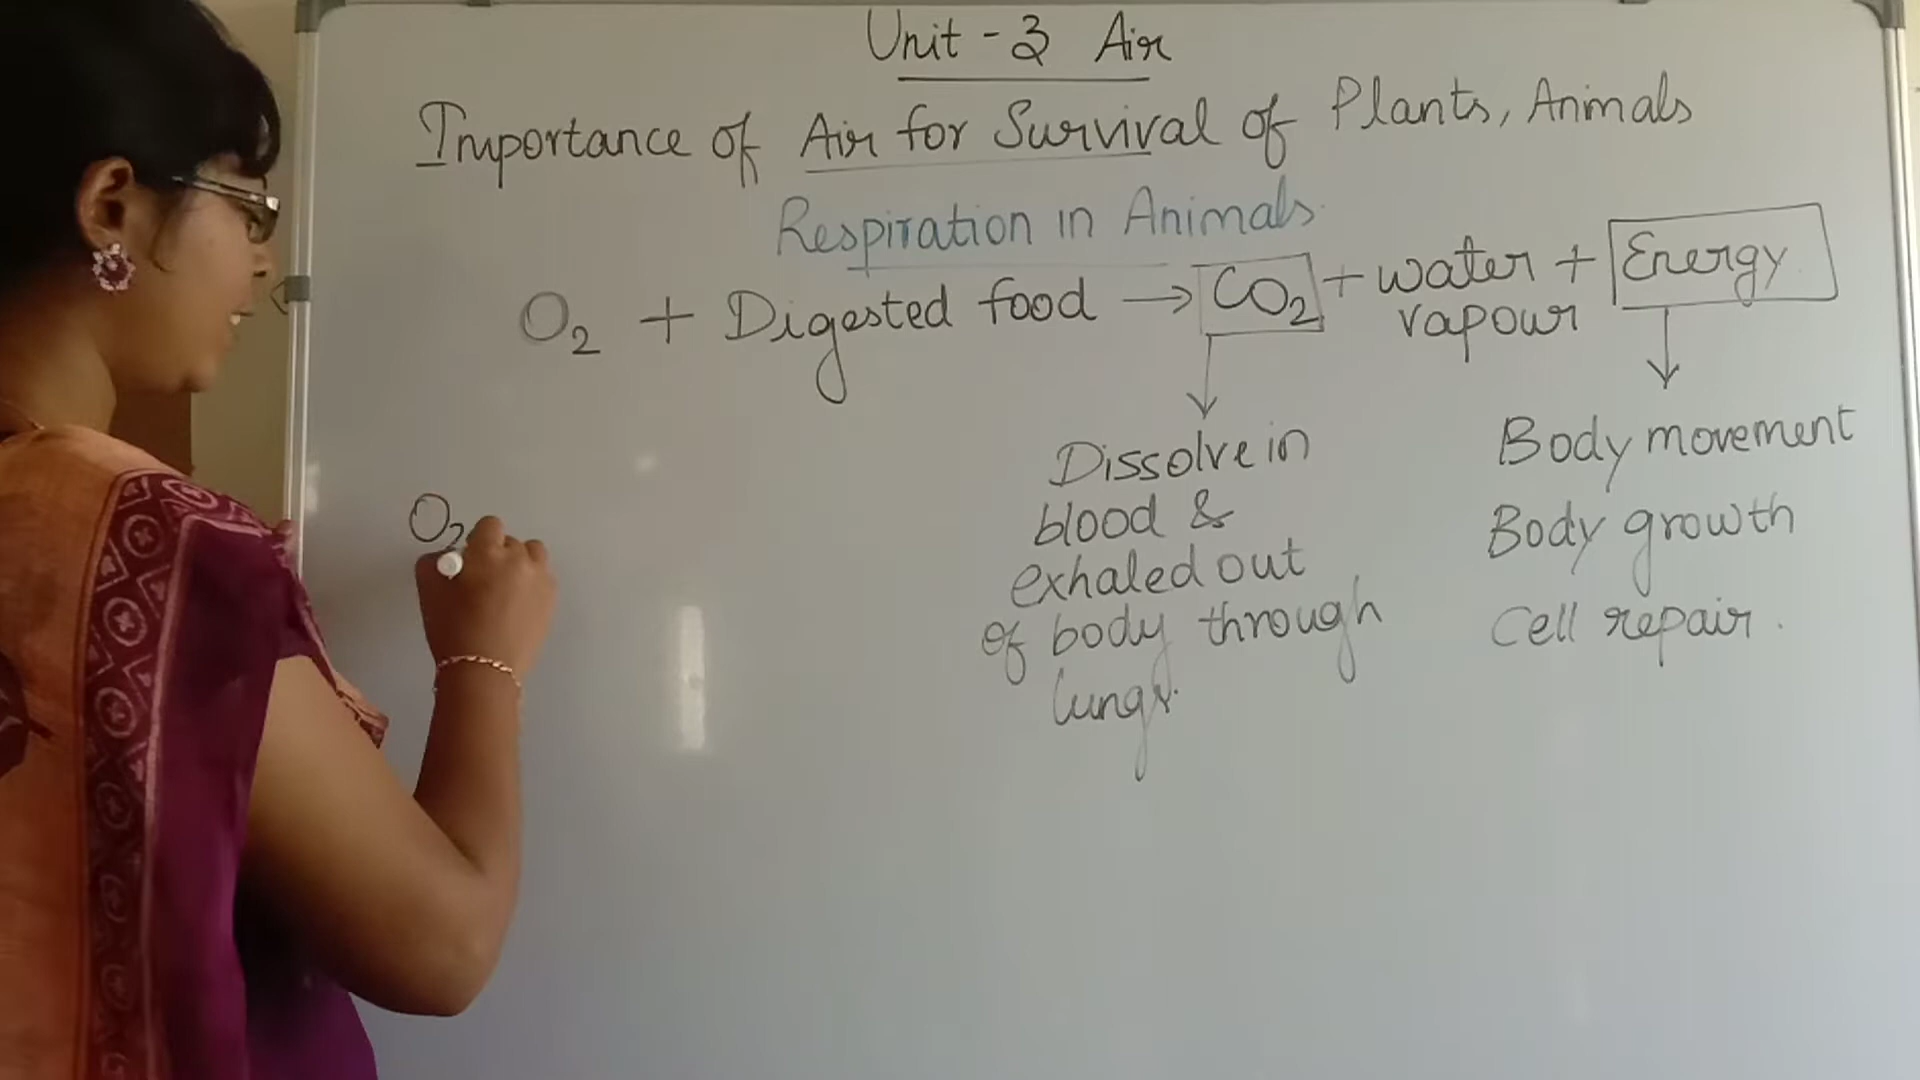 Unit - 3 Air
Importance of Air for Survival of Plants, Animals
Respiration in Animals.
O2 + Digested food → CO2 + water vapour + Energy
Dissolve in
blood &
exhaled out
of body through
lungs.
Body movement
Body growth
Cell repair.
O2